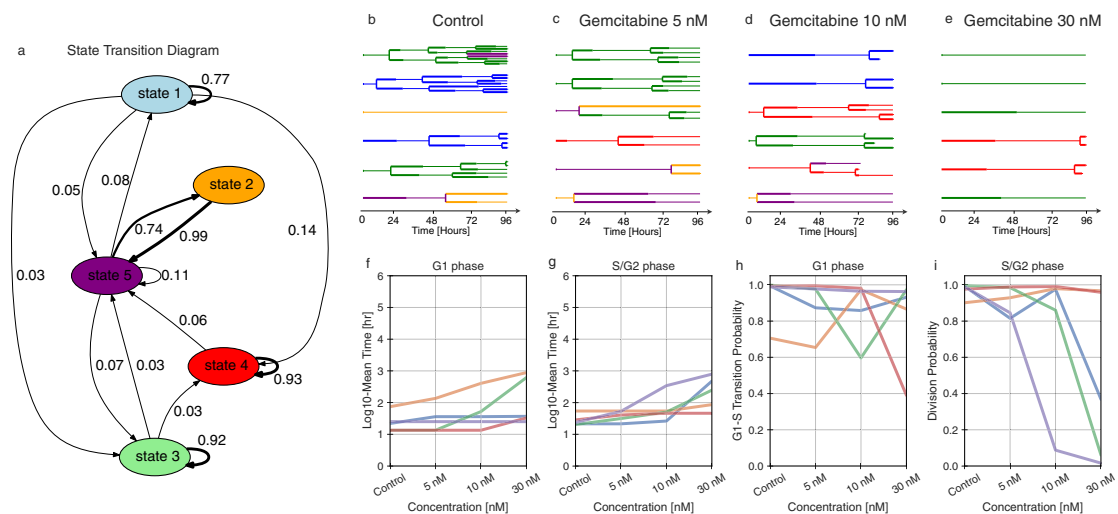 a State Transition Diagram
state 1
0.77
state 2
0.05
0.08
0.74
0.99
0.14
0.03
state 5
0.11
0.06
0.07
0.03
state 4
0.93
0.03
state 3
0.92
b Control
24 48 72 96
Time [Hours]
c Gemcitabine 5 nM
24 48 72 96
Time [Hours]
d Gemcitabine 10 nM
24 48 72 96
Time [Hours]
e Gemcitabine 30 nM
24 48 72 96
Time [Hours]
f G1 phase
Log10-Mean Time [hr]
6
5
4
3
2
1
0
Control 5 nM 10 nM 30 nM
Concentration [nM]
g S/G2 phase
Log10-Mean Time [hr]
6
5
4
3
2
1
0
Control 5 nM 10 nM 30 nM
Concentration [nM]
h G1 phase
G1-S Transition Probability
1.0
0.8
0.6
0.4
0.2
0.0
Control 5 nM 10 nM 30 nM
Concentration [nM]
i S/G2 phase
Division Probability
1.0
0.8
0.6
0.4
0.2
0.0
Control 5 nM 10 nM 30 nM
Concentration [nM]